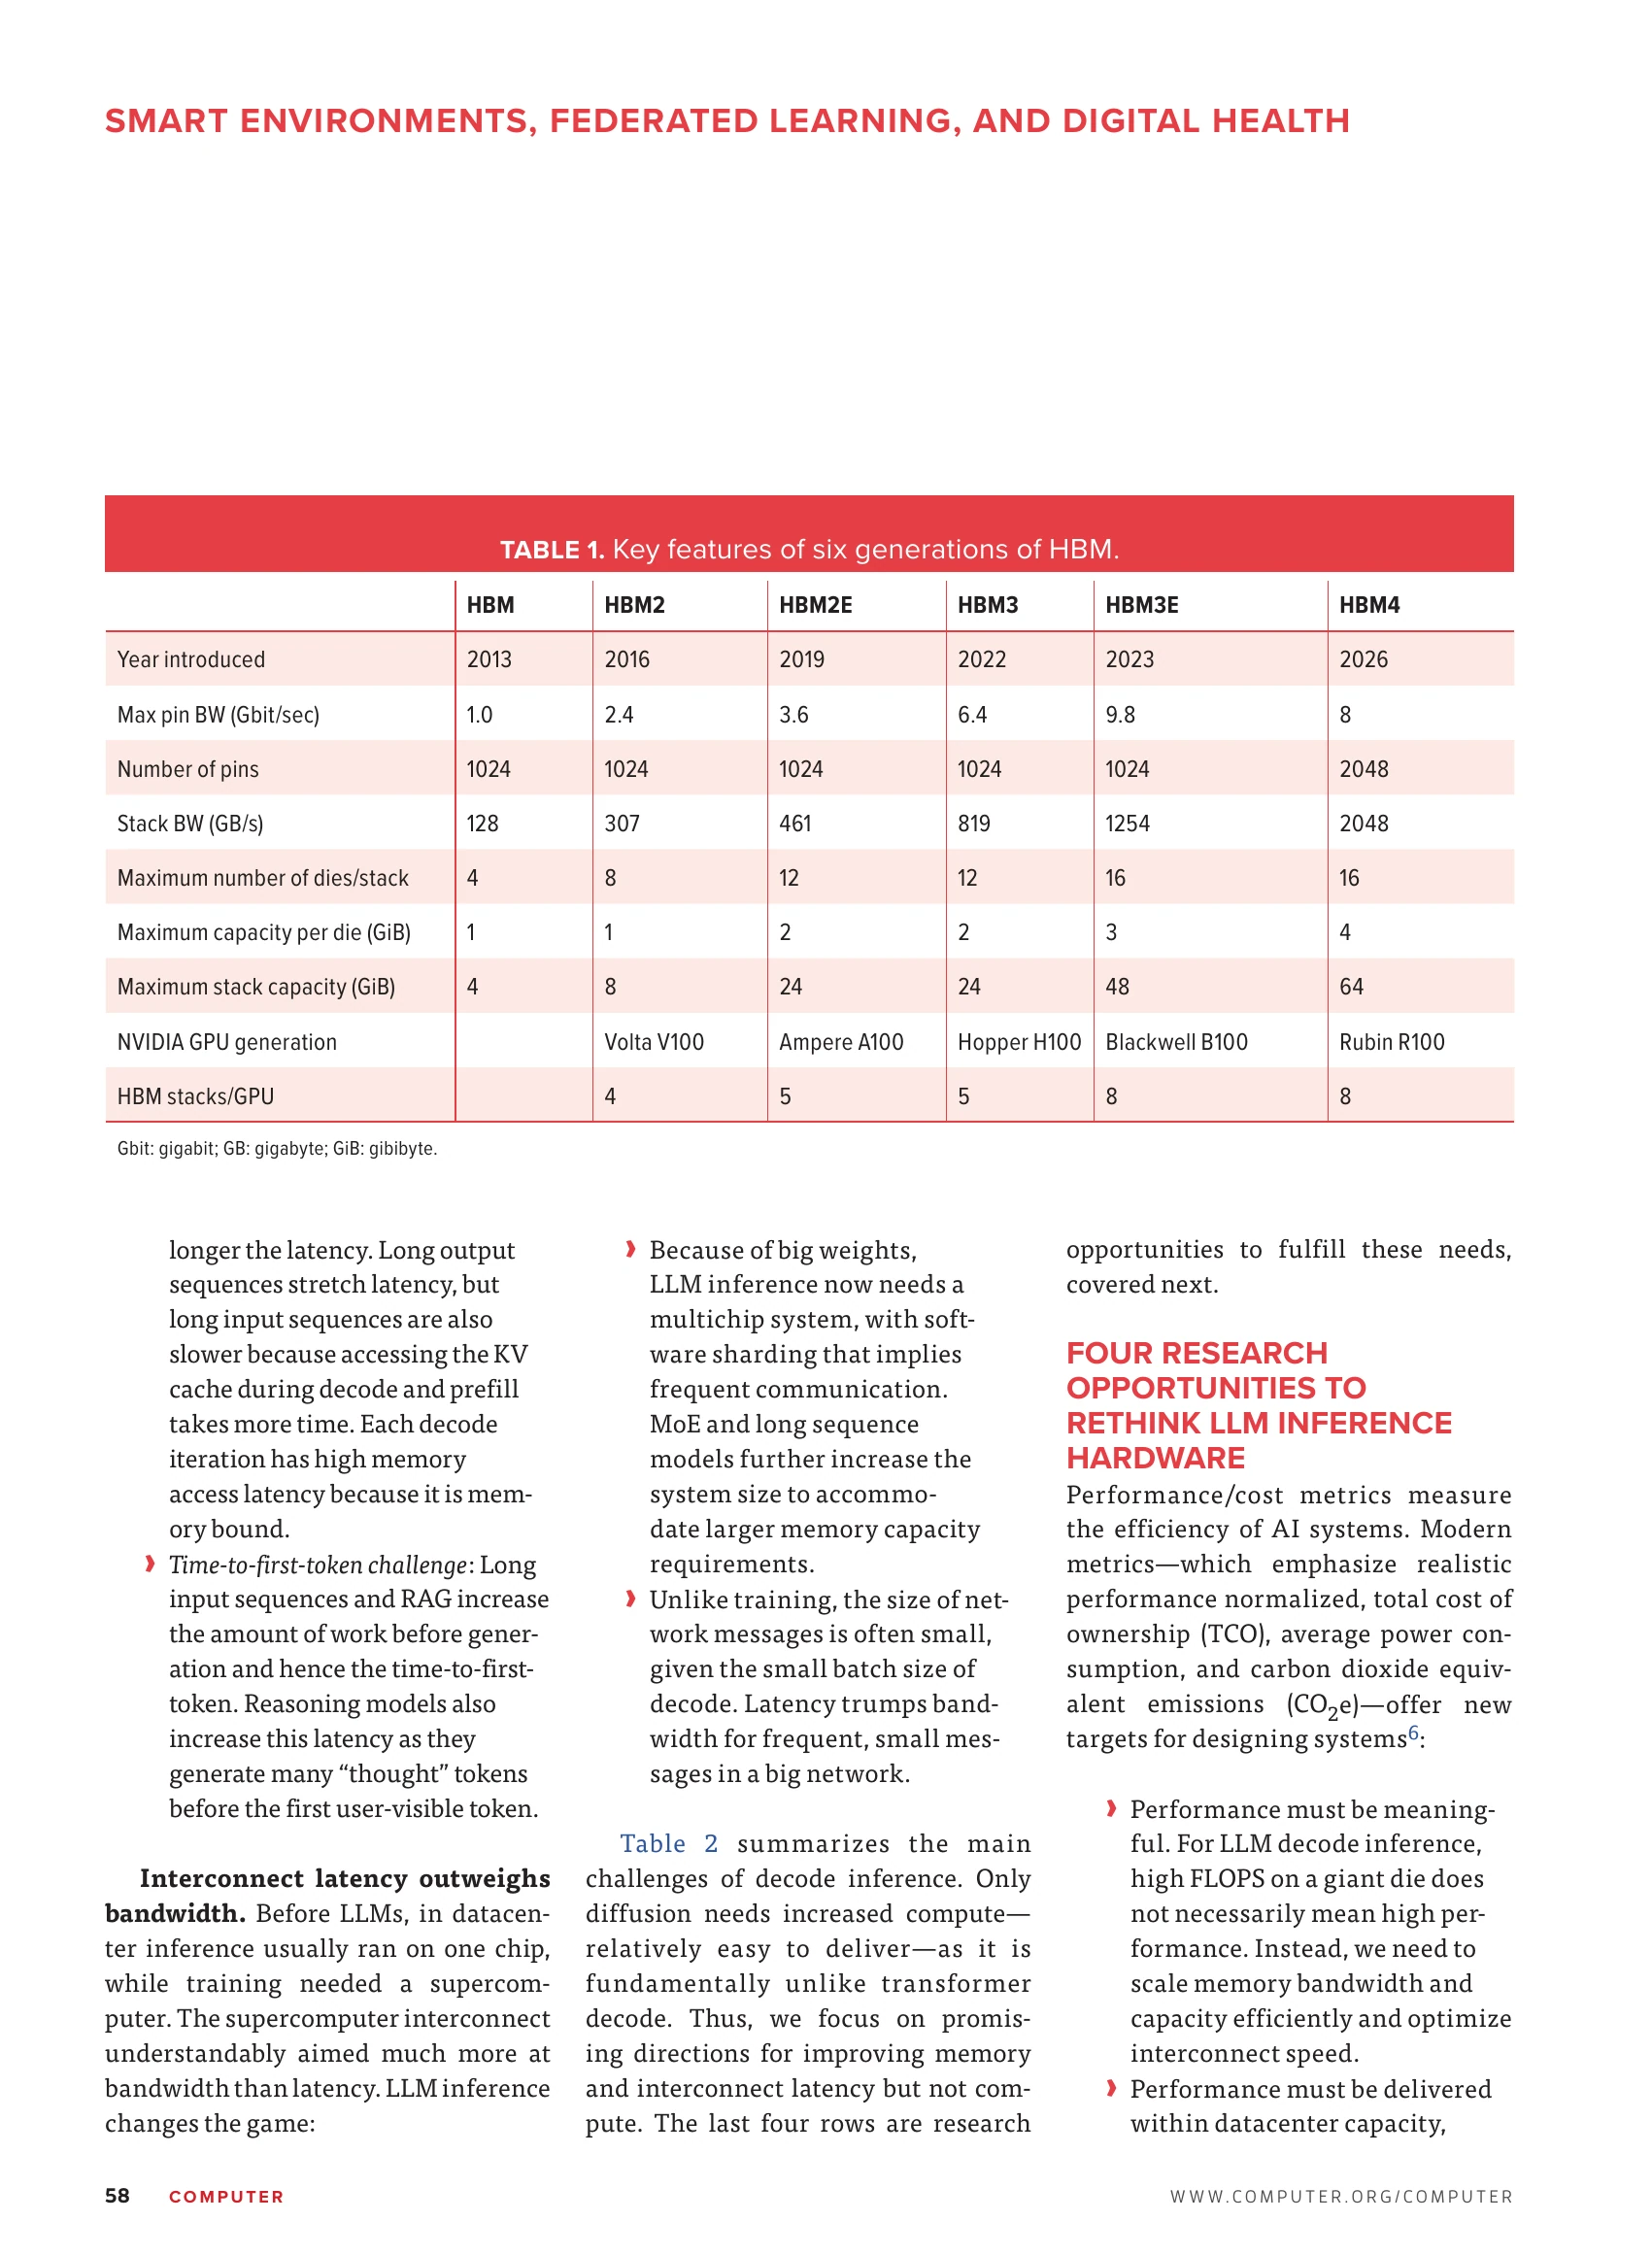 SMART ENVIRONMENTS, FEDERATED LEARNING, AND DIGITAL HEALTH
TABLE 1. Key features of six generations of HBM.
HBM HBM2 HBM2E HBM3 HBM3E HBM4
Year introduced 2013 2016 2019 2022 2023 2026
Max pin BW (Gbit/sec) 1.0 2.4 3.6 6.4 9.8 8
Number of pins 1024 1024 1024 1024 1024 2048
Stack BW (GB/s) 128 307 461 819 1254 2048
Maximum number of dies/stack 4 8 12 12 16 16
Maximum capacity per die (GiB) 1 1 2 2 3 4
Maximum stack capacity (GiB) 4 8 24 24 48 64
NVIDIA GPU generation Volta V100 Ampere A100 Hopper H100 Blackwell B100 Rubin R100
HBM stacks/GPU 4 5 5 8 8
Gbit: gigabit; GB: gigabyte; GiB: gibibyte.
longer the latency. Long output
sequences stretch latency, but
long input sequences are also
slower because accessing the KV
cache during decode and prefill
takes more time. Each decode
iteration has high memory
access latency because it is mem-
ory bound.
❱ Time-to-first-token challenge: Long
input sequences and RAG increase
the amount of work before gener-
ation and hence the time-to-first-
token. Reasoning models also
increase this latency as they
generate many “thought” tokens
before the first user-visible token.
Interconnect latency outweighs
bandwidth. Before LLMs, in datacen-
ter inference usually ran on one chip,
while training needed a supercom-
puter. The supercomputer interconnect
understandably aimed much more at
bandwidth than latency. LLM inference
changes the game:
❱ Because of big weights,
LLM inference now needs a
multichip system, with soft-
ware sharding that implies
frequent communication.
MoE and long sequence
models further increase the
system size to accommo-
date larger memory capacity
requirements.
❱ Unlike training, the size of net-
work messages is often small,
given the small batch size of
decode. Latency trumps band-
width for frequent, small mes-
sages in a big network.
Table 2 summarizes the main
challenges of decode inference. Only
diffusion needs increased compute—
relatively easy to deliver—as it is
fundamentally unlike transformer
decode. Thus, we focus on promis-
ing directions for improving memory
and interconnect latency but not com-
pute. The last four rows are research
opportunities to fulfill these needs,
covered next.
FOUR RESEARCH
OPPORTUNITIES TO
RETHINK LLM INFERENCE
HARDWARE
Performance/cost metrics measure
the efficiency of AI systems. Modern
metrics—which emphasize realistic
performance normalized, total cost of
ownership (TCO), average power con-
sumption, and carbon dioxide equiv-
alent emissions (CO₂e)—offer new
targets for designing systems⁶:
❱ Performance must be meaning-
ful. For LLM decode inference,
high FLOPS on a giant die does
not necessarily mean high per-
formance. Instead, we need to
scale memory bandwidth and
capacity efficiently and optimize
interconnect speed.
❱ Performance must be delivered
within datacenter capacity,
58 COMPUTER WWW.COMPUTER.ORG/COMPUTER